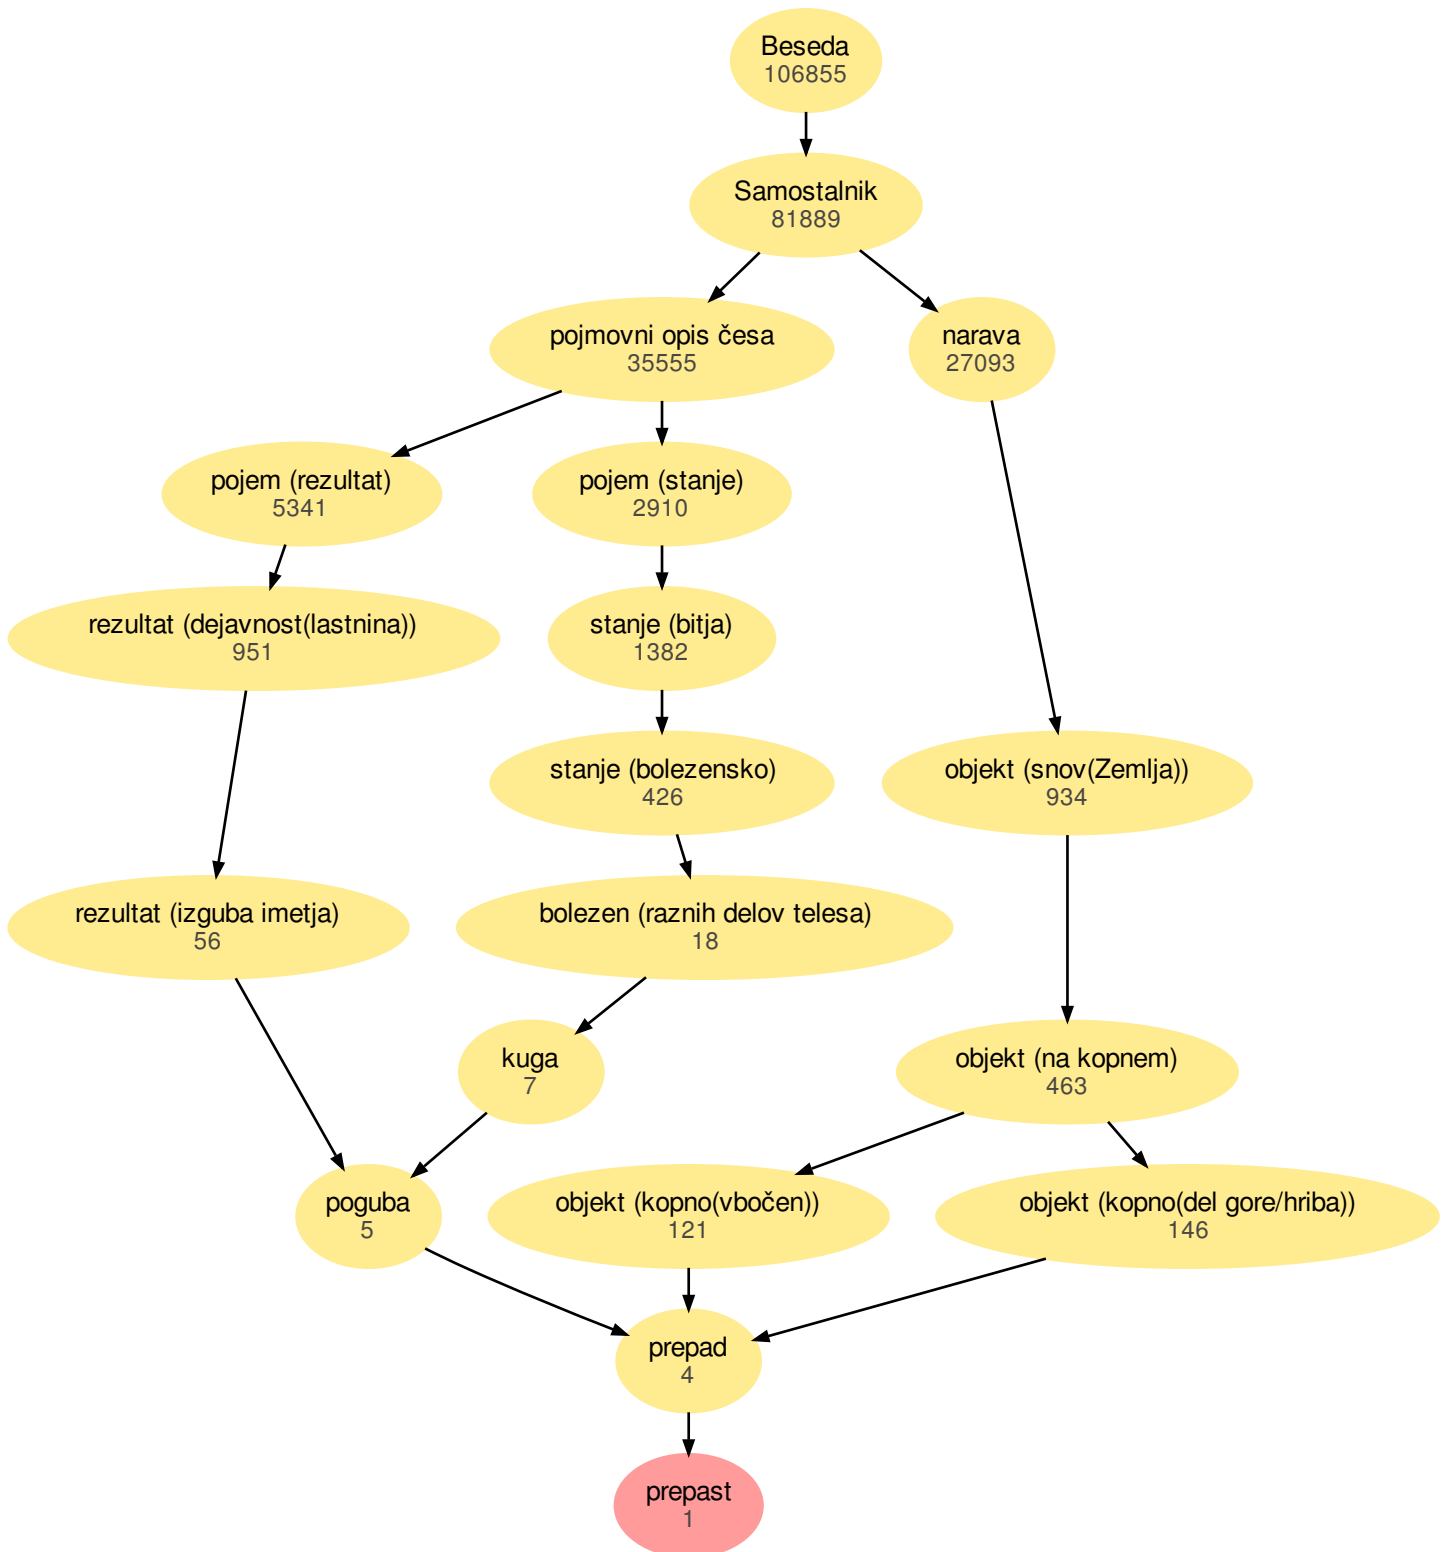 Beseda
106855
Samostalnik
81889
pojmovni opis česa
35555
narava
27093
pojem (rezultat)
5341
pojem (stanje)
2910
rezultat (dejavnost(lastnina))
951
stanje (bitja)
1382
stanje (bolezensko)
426
objekt (snov(Zemlja))
934
rezultat (izguba imetja)
56
bolezen (raznih delov telesa)
18
kuga
7
objekt (na kopnem)
463
poguba
5
objekt (kopno(vbočen))
121
objekt (kopno(del gore/hriba))
146
prepad
4
prepast
1